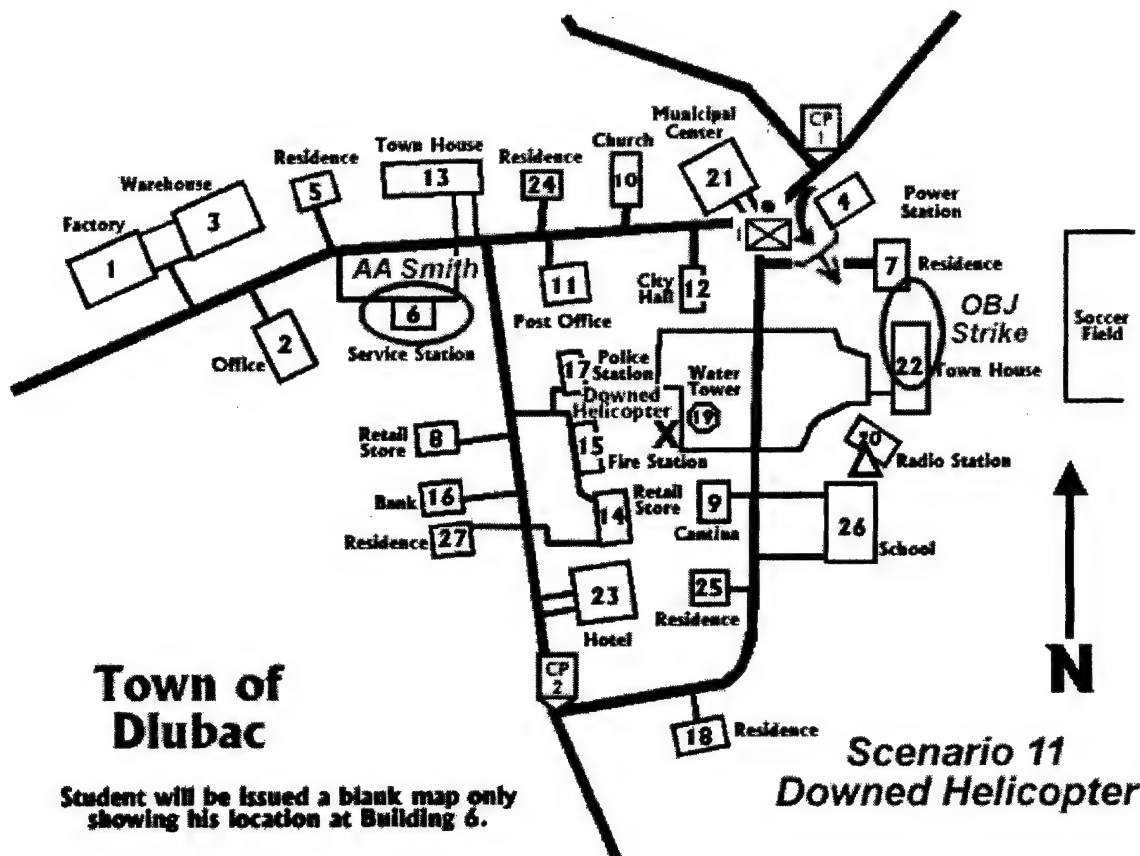 CP
1
Municipal
Center
21
Church
10
Residence
24
Town House
13
Residence
5
Warehouse
3
Factory
1
4
Power
Station
7
Residence
AA Smith
6
Service Station
Office
2
11
Post Office
City
Hall
12
OBJ
Strike
Soccer
Field
22
Town House
17
Police
Station
Downed
Helicopter
X
Water
Tower
19
15
Fire Station
20
Radio Station
Retail
Store
8
Bank
16
Residence
27
Retail
Store
14
9
Cantina
26
School
25
Residence
23
Hotel
CP
2
18
Residence
N
Town of
Dlubac
Student will be issued a blank map only
showing his location at Building 6.
Scenario 11
Downed Helicopter